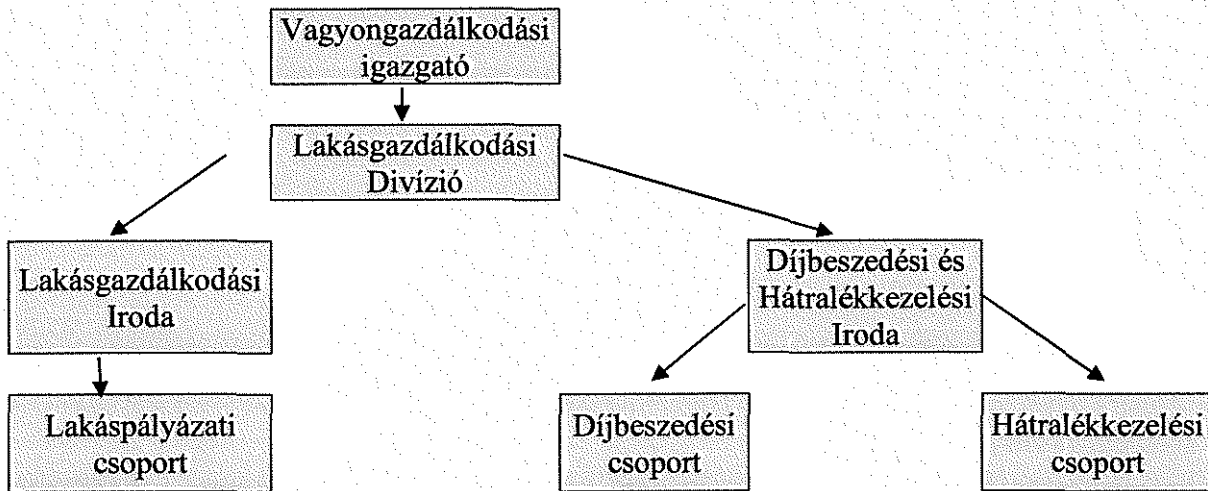 Vagyongazdálkodási
igazgató
Lakásgazdálkodási
Divízió
Lakásgazdálkodási
Iroda
Díjbeszedési és
Hátralékkezelési
Iroda
Lakáspályázati
csoport
Díjbeszedési
csoport
Hátralékkezelési
csoport